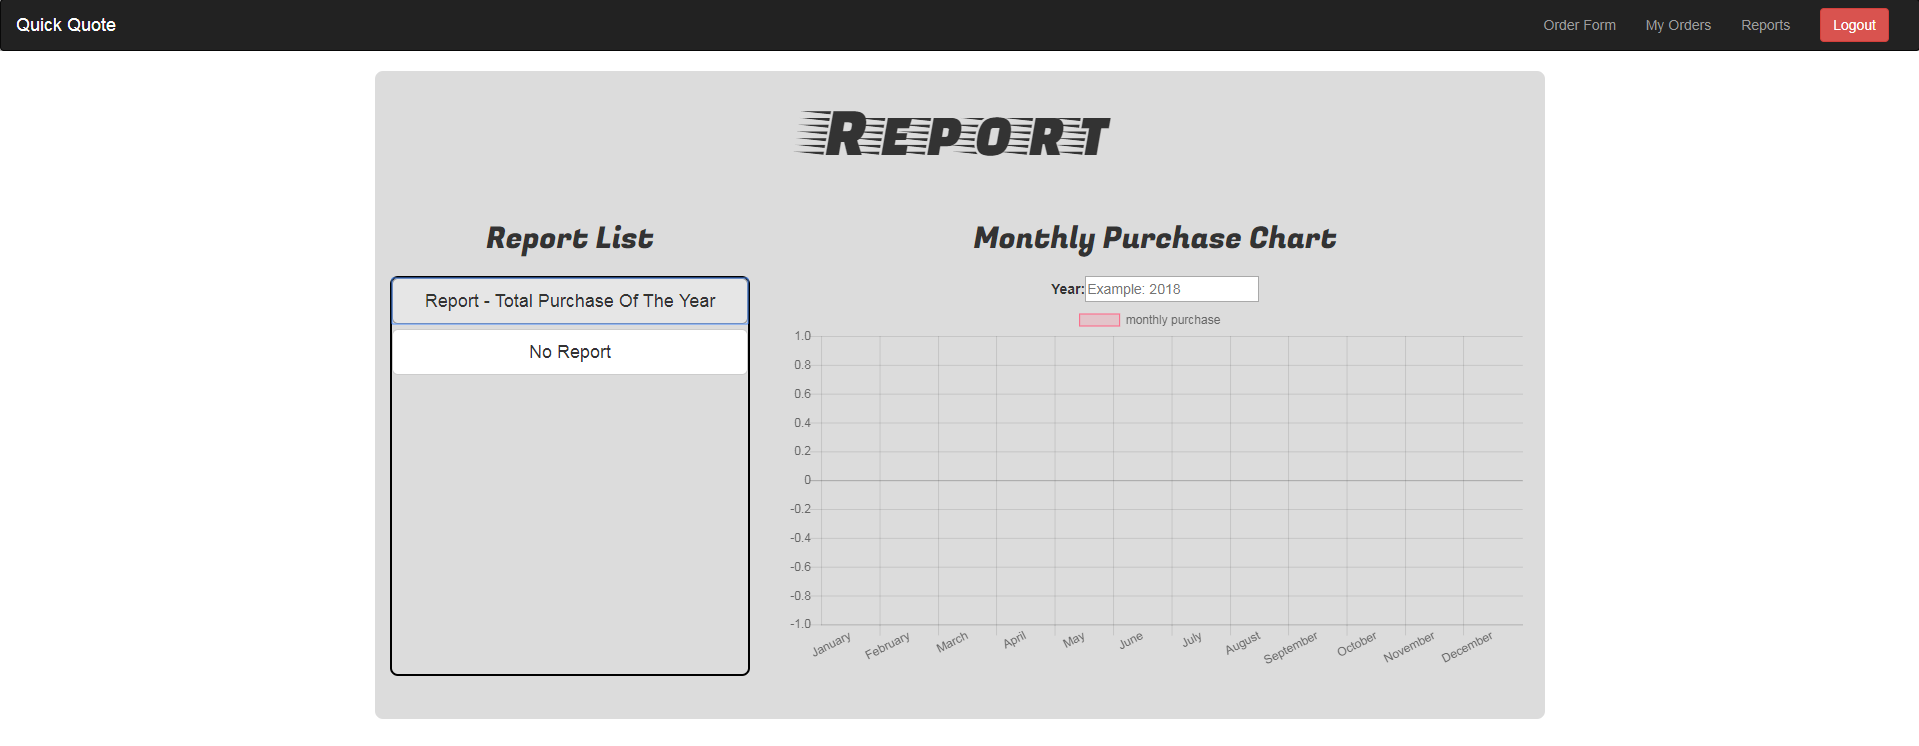 Quick Quote
Order Form
My Orders
Reports
Logout
Report
Report List
Report - Total Purchase Of The Year
No Report
Monthly Purchase Chart
Year: Example: 2018
monthly purchase
1.0
0.8
0.6
0.4
0.2
0
-0.2
-0.4
-0.6
-0.8
-1.0
January
February
March
April
May
June
July
August
September
October
November
December